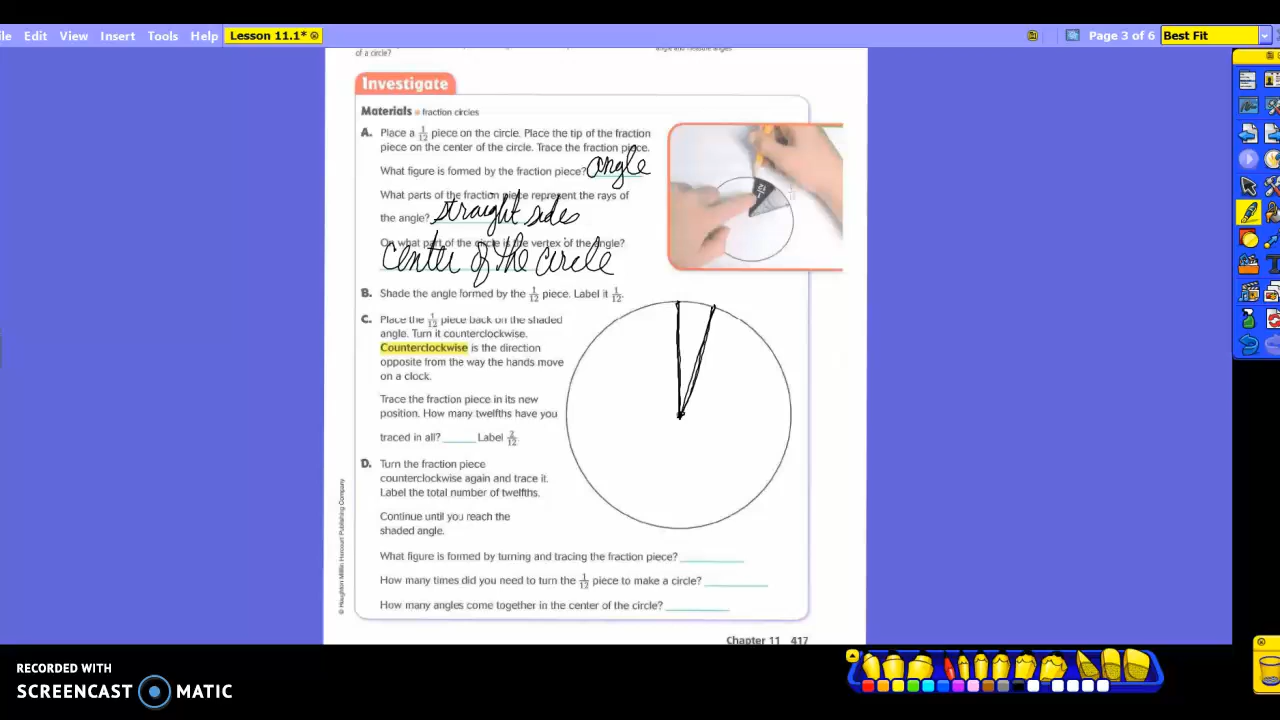 Edit View Insert Tools Help Lesson 11.1* Page 3 of 6 Best Fit
of a circle?
angle and measure angles
Investigate
Materials ■ fraction circles
A. Place a 1/12 piece on the circle. Place the tip of the fraction
piece on the center of the circle. Trace the fraction piece.
What figure is formed by the fraction piece? angle
What parts of the fraction piece represent the rays of
the angle? straight sides
On what part of the circle is the vertex of the angle?
center of the circle
B. Shade the angle formed by the 1/12 piece. Label it 1/12.
C. Place the 1/12 piece back on the shaded
angle. Turn it counterclockwise.
Counterclockwise is the direction
opposite from the way the hands move
on a clock.
Trace the fraction piece in its new
position. How many twelfths have you
traced in all? _____ Label 2/12.
D. Turn the fraction piece
counterclockwise again and trace it.
Label the total number of twelfths.
Continue until you reach the
shaded angle.
What figure is formed by turning and tracing the fraction piece? _____
How many times did you need to turn the 1/12 piece to make a circle? _____
How many angles come together in the center of the circle? _____
© Houghton Mifflin Harcourt Publishing Company
Chapter 11 417
RECORDED WITH
SCREENCAST MATIC